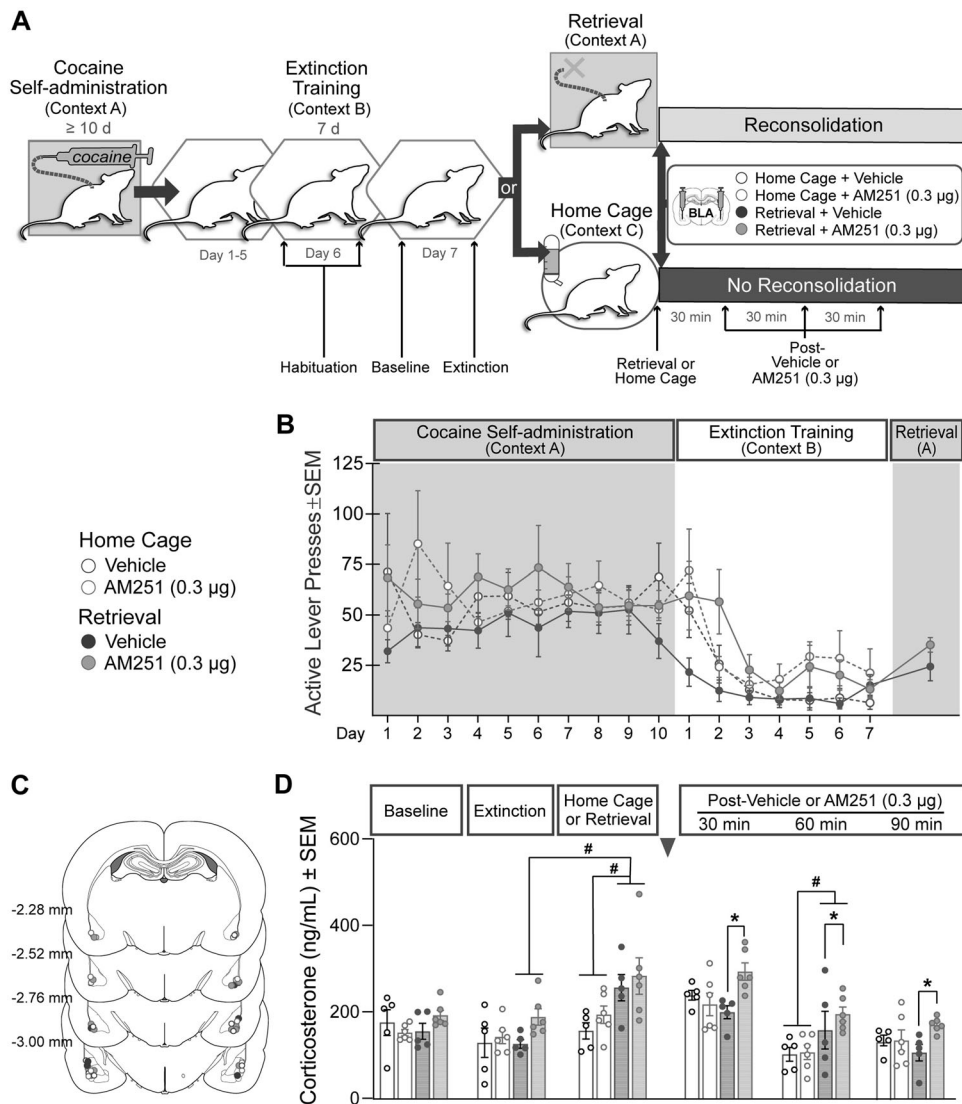 A
Cocaine
Self-administration
(Context A)
≥ 10 d
cocaine
Extinction
Training
(Context B)
7 d
Day 1-5
Day 6
Day 7
or
Retrieval
(Context A)
Home Cage
(Context C)
Reconsolidation
BLA
Home Cage + Vehicle
Home Cage + AM251 (0.3 µg)
Retrieval + Vehicle
Retrieval + AM251 (0.3 µg)
No Reconsolidation
30 min
30 min
30 min
Habituation
Baseline
Extinction
Retrieval or
Home Cage
Post-
Vehicle or
AM251 (0.3 µg)
B
Cocaine Self-administration
(Context A)
Extinction Training
(Context B)
Retrieval
(A)
Active Lever Presses±SEM
125
100
75
50
25
Day
1 2 3 4 5 6 7 8 9 10 1 2 3 4 5 6 7
Home Cage
Vehicle
AM251 (0.3 µg)
Retrieval
Vehicle
AM251 (0.3 µg)
C
-2.28 mm
-2.52 mm
-2.76 mm
-3.00 mm
D
Baseline
Extinction
Home Cage
or Retrieval
Post-Vehicle or AM251 (0.3 µg)
30 min 60 min 90 min
Corticosterone (ng/mL) ± SEM
600
400
200
0
#
#
*
#
*
*